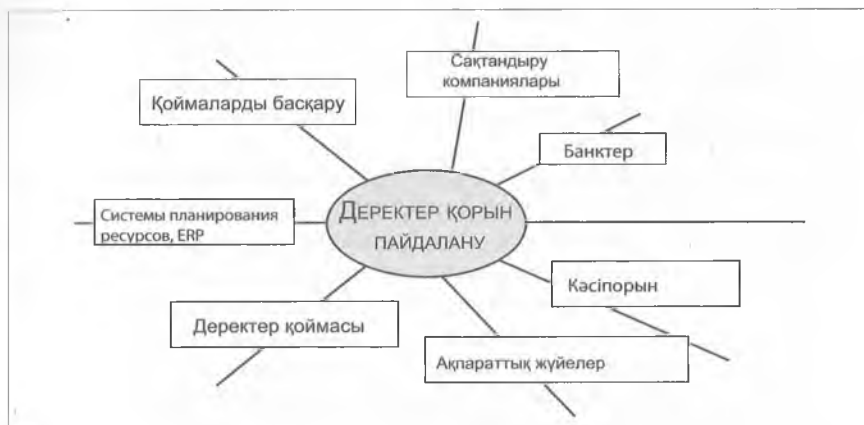 Сақтандыру
компаниялары
Қоймаларды басқару
Банктер
Системы планирования
ресурсов, ERP
ДЕРЕКТЕР ҚОРЫН
ПАЙДАЛАНУ
Кәсіпорын
Деректер қоймасы
Ақпараттық жүйелер